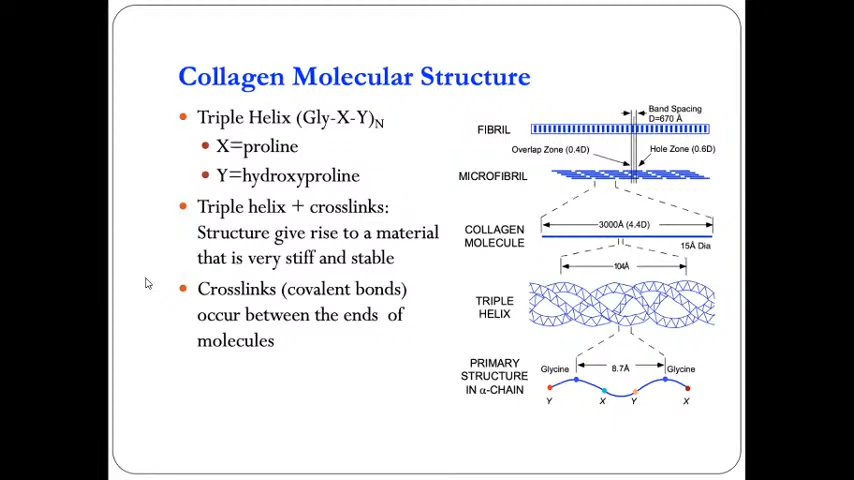 Collagen Molecular Structure
Triple Helix (Gly-X-Y)N
X=proline
Y=hydroxyproline
Triple helix + crosslinks:
Structure give rise to a material
that is very stiff and stable
Crosslinks (covalent bonds)
occur between the ends of
molecules
Band Spacing
D=670 Å
FIBRIL
Overlap Zone (0.4D)
Hole Zone (0.6D)
MICROFIBRIL
3000Å (4.4D)
COLLAGEN
MOLECULE
15Å Dia
104Å
TRIPLE
HELIX
PRIMARY
STRUCTURE
IN α-CHAIN
Glycine
8.7Å
Glycine
Y
X
Y
X